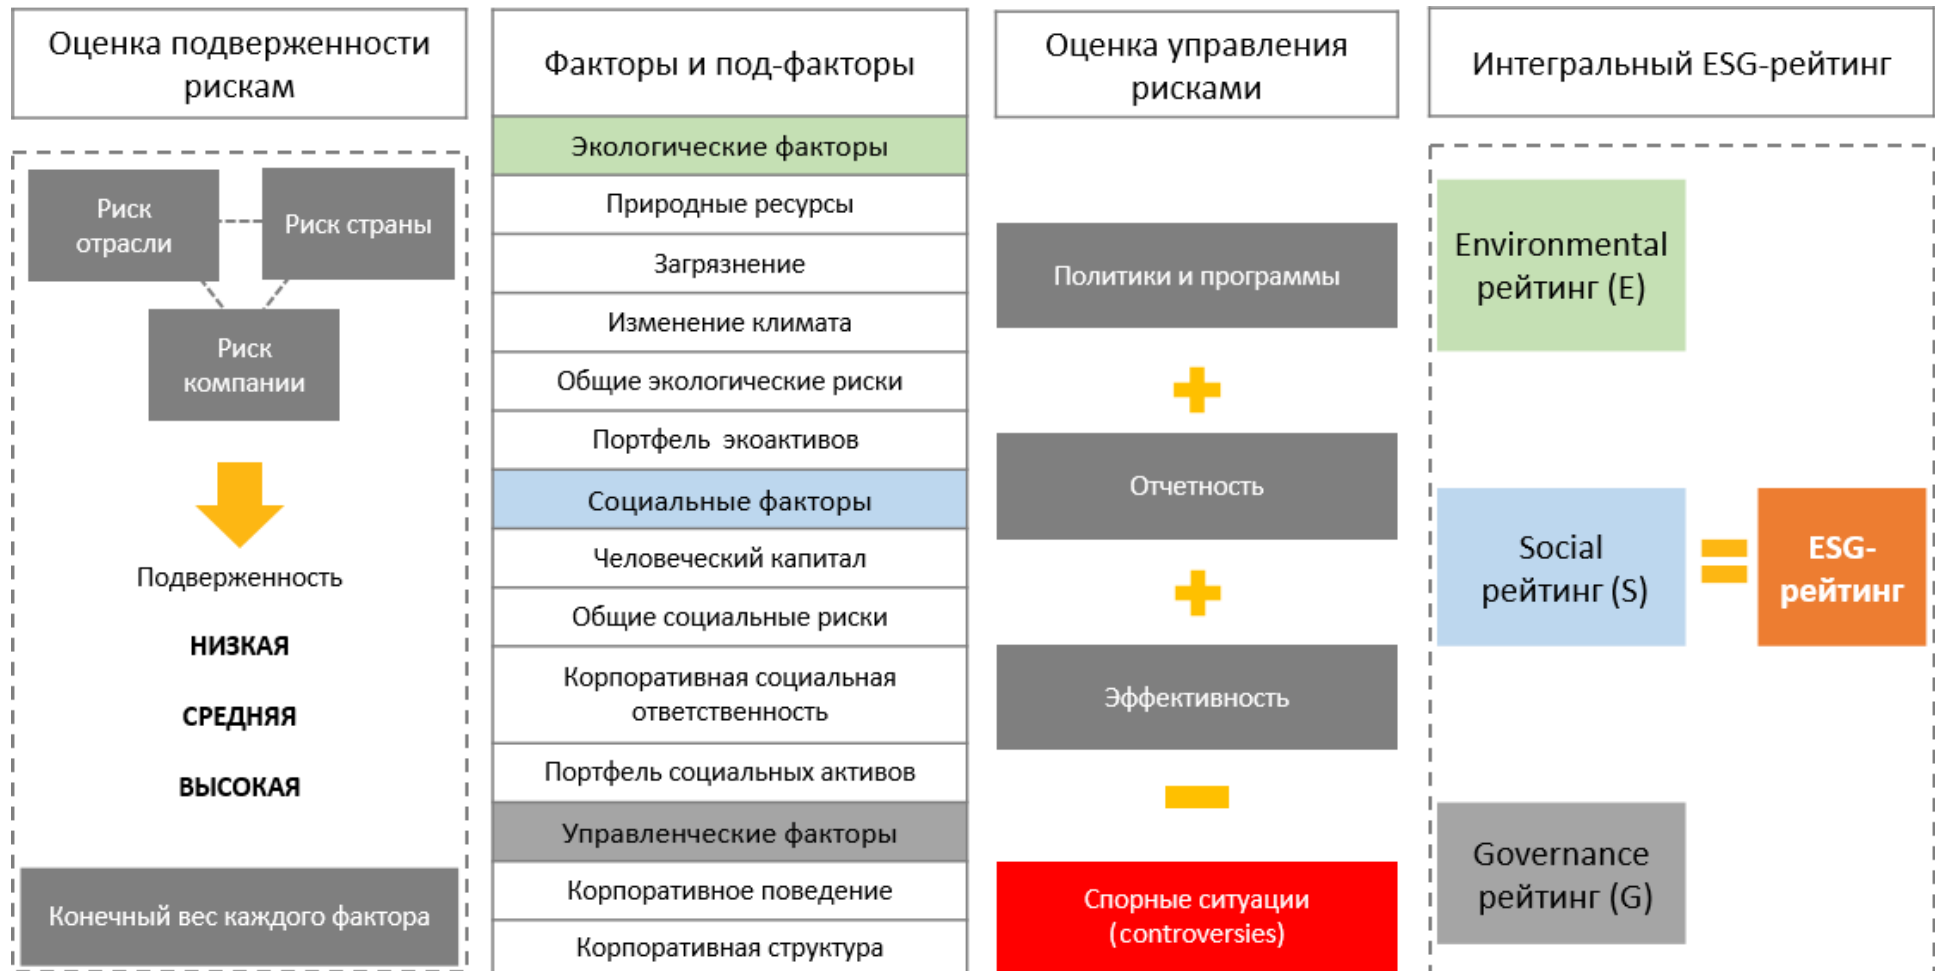 Оценка подверженности
рискам
Риск
отрасли
Риск страны
Риск
компании
Подверженность
НИЗКАЯ
СРЕДНЯЯ
ВЫСОКАЯ
Конечный вес каждого фактора
Факторы и под-факторы
Экологические факторы
Природные ресурсы
Загрязнение
Изменение климата
Общие экологические риски
Портфель экоактивов
Социальные факторы
Человеческий капитал
Общие социальные риски
Корпоративная социальная
ответственность
Портфель социальных активов
Управленческие факторы
Корпоративное поведение
Корпоративная структура
Оценка управления
рисками
Политики и программы
Отчетность
Эффективность
Спорные ситуации
(controversies)
Интегральный ESG-рейтинг
Environmental
рейтинг (E)
Social
рейтинг (S)
ESG-
рейтинг
Governance
рейтинг (G)